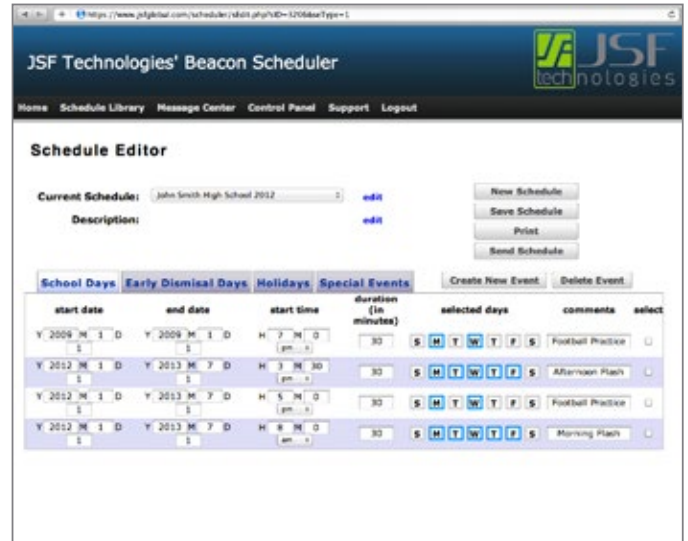 JSF Technologies' Beacon Scheduler
JSF
technologies
Home Schedule Library Message Center Control Panel Support Logout
Schedule Editor
Current Schedule: John Smith High School 2012 edit
Description: edit
New Schedule
Save Schedule
Print
Send Schedule
School Days Early Dismisal Days Holidays Special Events Create New Event Delete Event
start date end date start time duration (in minutes) selected days comments select
Y 2009 M 1 D Y 2009 M 1 D H 7 M 0 30 S M T W T F S Football Practice
1 1 pm
Y 2012 M 1 D Y 2013 M 7 D H 3 M 30 30 S M T W T F S Afternoon Flash
1 1 pm
Y 2012 M 1 D Y 2013 M 7 D H 5 M 0 30 S M T W T F S Football Practice
1 1 pm
Y 2012 M 1 D Y 2013 M 7 D H 8 M 0 30 S M T W T F S Morning Flash
1 1 am